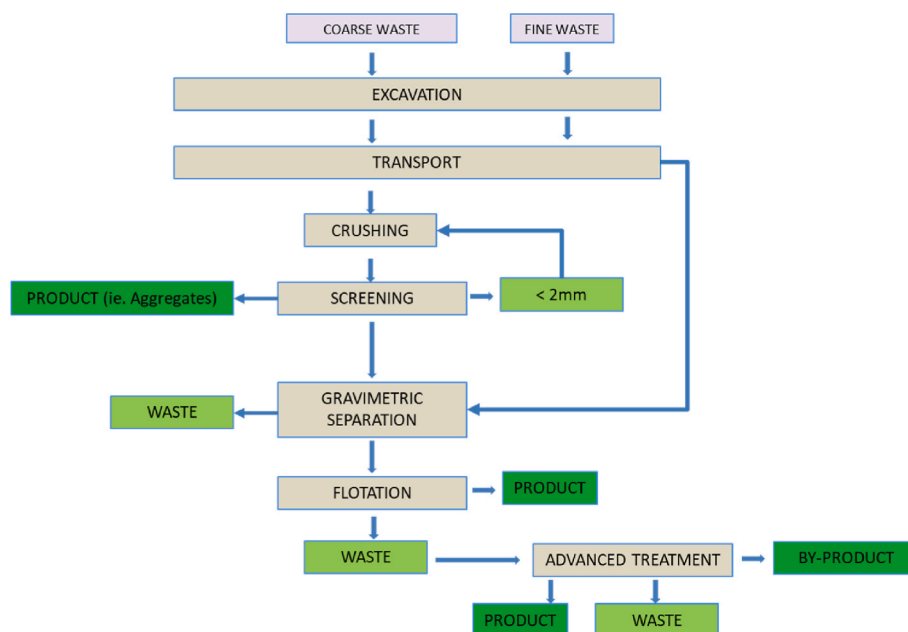 COARSE WASTE
FINE WASTE
EXCAVATION
TRANSPORT
CRUSHING
PRODUCT (ie. Aggregates)
SCREENING
< 2mm
WASTE
GRAVIMETRIC
SEPARATION
FLOTATION
PRODUCT
WASTE
ADVANCED TREATMENT
BY-PRODUCT
PRODUCT
WASTE